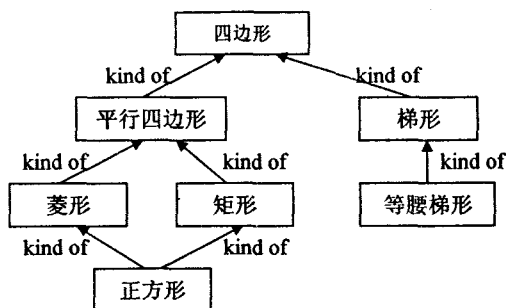 四边形
kind of
kind of
平行四边形
梯形
kind of
kind of
kind of
菱形
矩形
等腰梯形
kind of
kind of
正方形